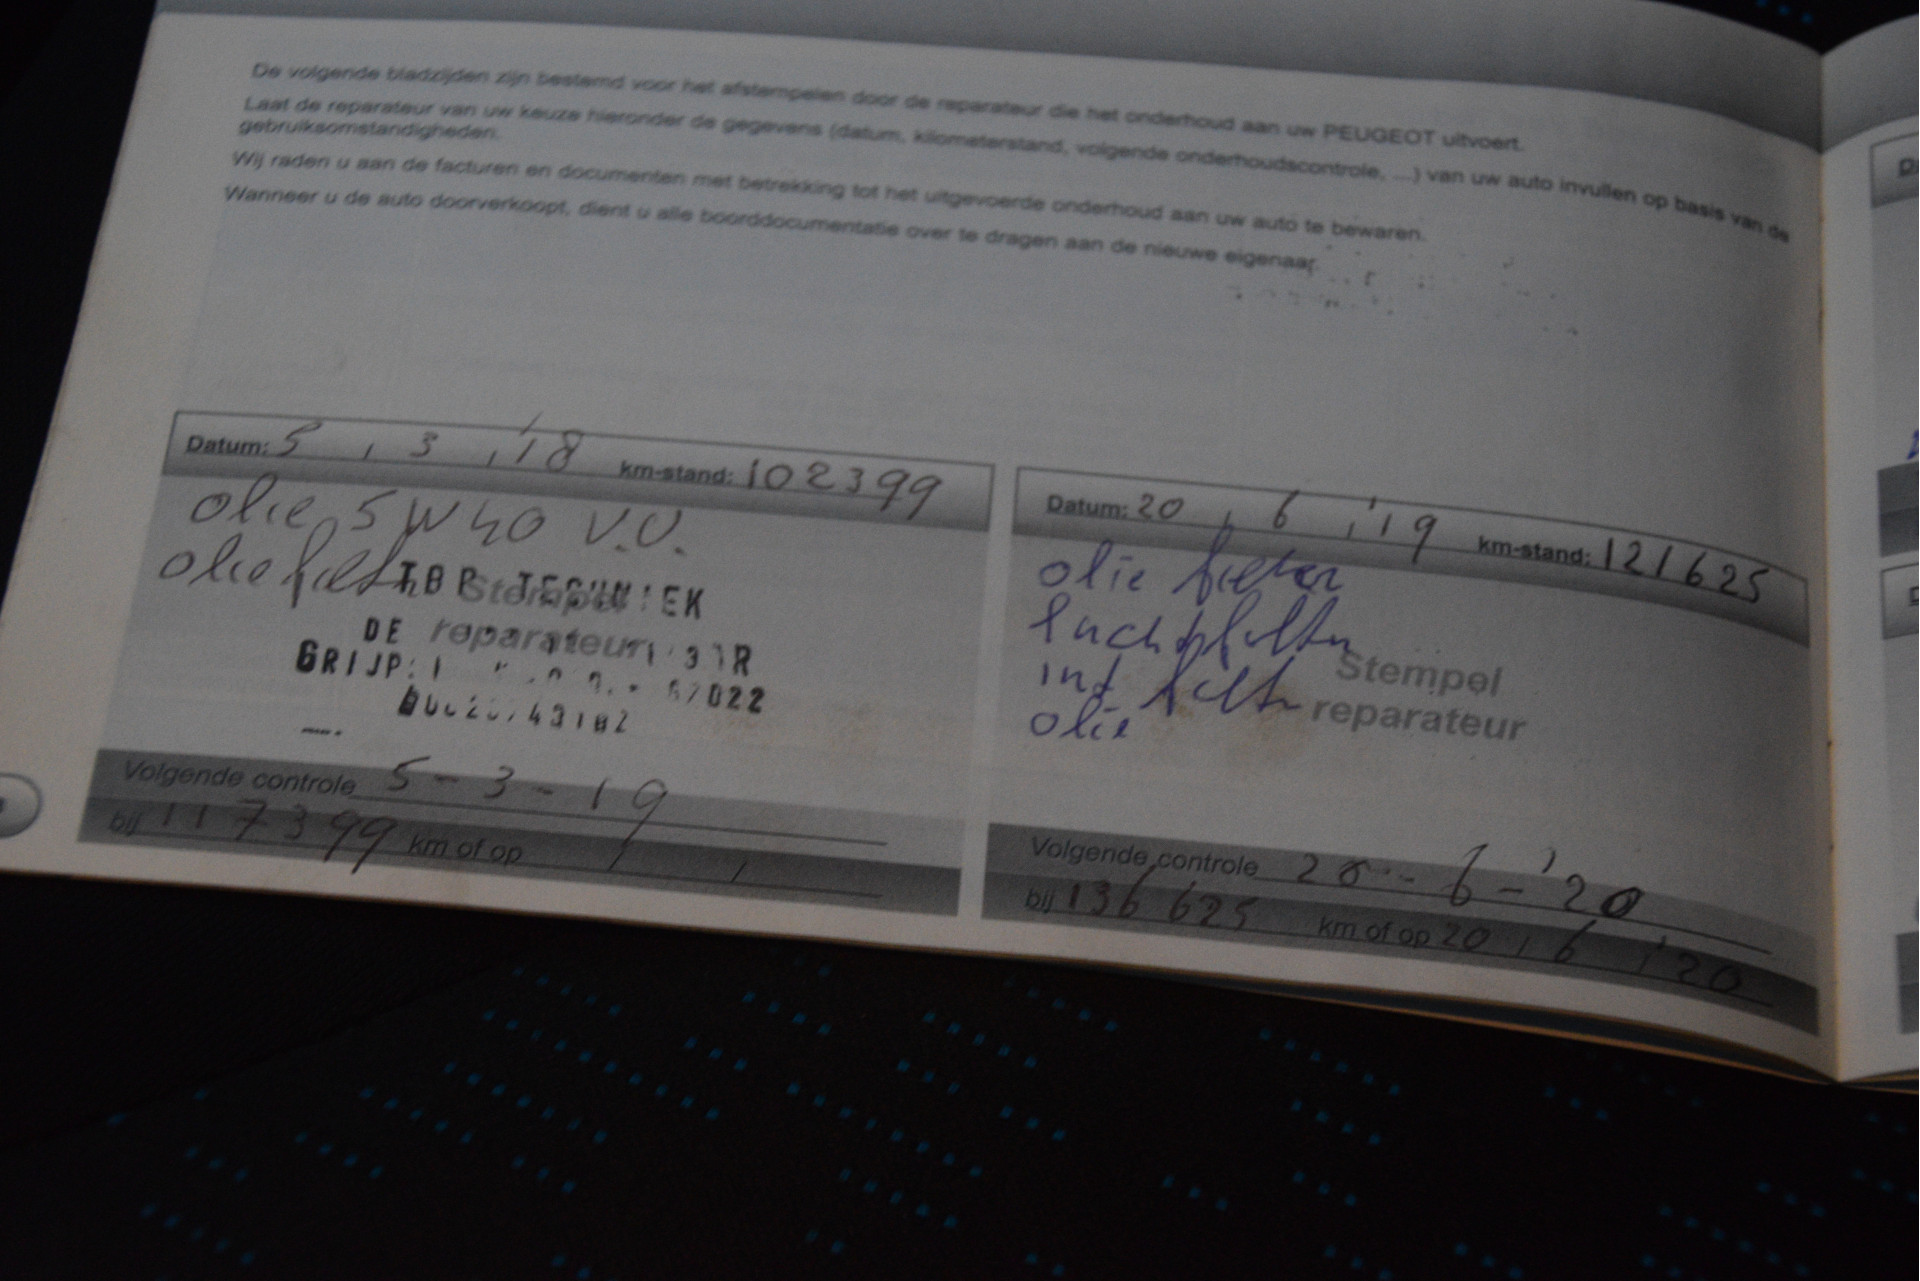 De volgende bladzijden zijn bestemd voor het afstempelen door de reparateur die het onderhoud aan uw PEUGEOT uitvoert.
Laat de reparateur van uw keuze hieronder de gegevens (datum, kilometerstand, volgende onderhoudscontrole, ...) van uw auto invullen op basis van de
gebruiksomstandigheden.
Wij raden u aan de facturen en documenten met betrekking tot het uitgevoerde onderhoud aan uw auto te bewaren.
Wanneer u de auto doorverkoopt, dient u alle boorddocumentatie over te dragen aan de nieuwe eigenaar.
Datum: 5 , 3 , '18 km-stand: 102399
olie 5W40 V.V.
olie
TECHNIEK
Stempel
DE
reparateur
Volgende controle 5-3-19
bij 117399 km of op
Datum: 20 , 6 , '19 km-stand: 121625
olie filter
luchtfilter
int filter
olie
Stempel
reparateur
Volgende controle 20-6-'20
bij 136625 km of op 20 , 6 , '20